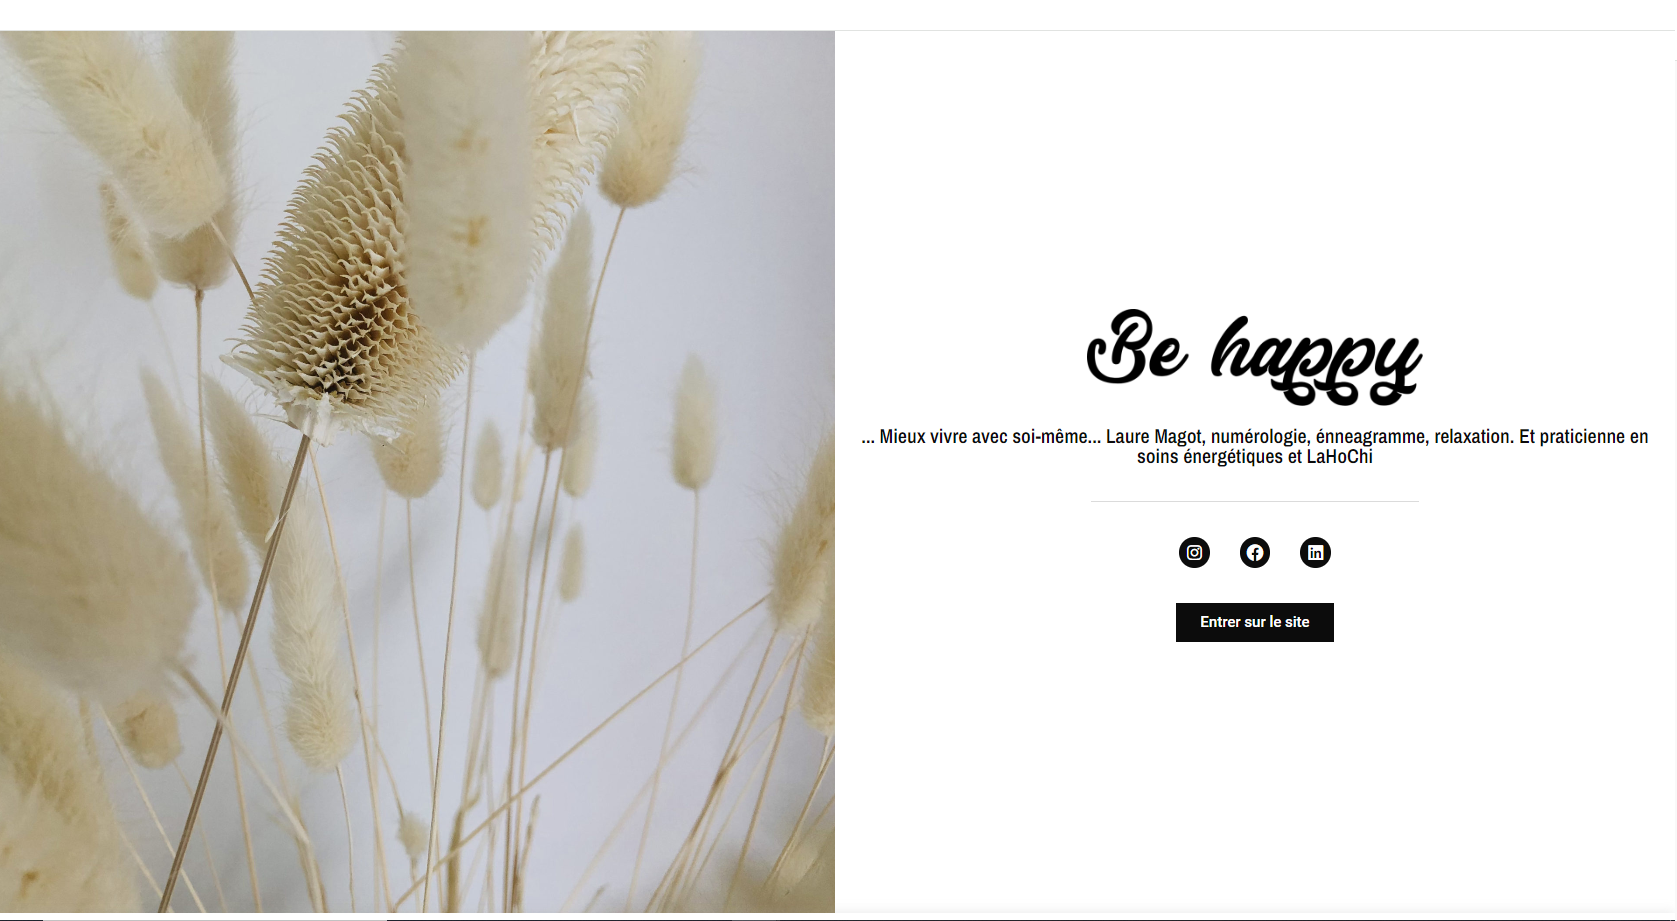 Be happy
... Mieux vivre avec soi-même... Laure Magot, numérologie, énneagramme, relaxation. Et praticienne en
soins énergétiques et LaHoChi
Entrer sur le site